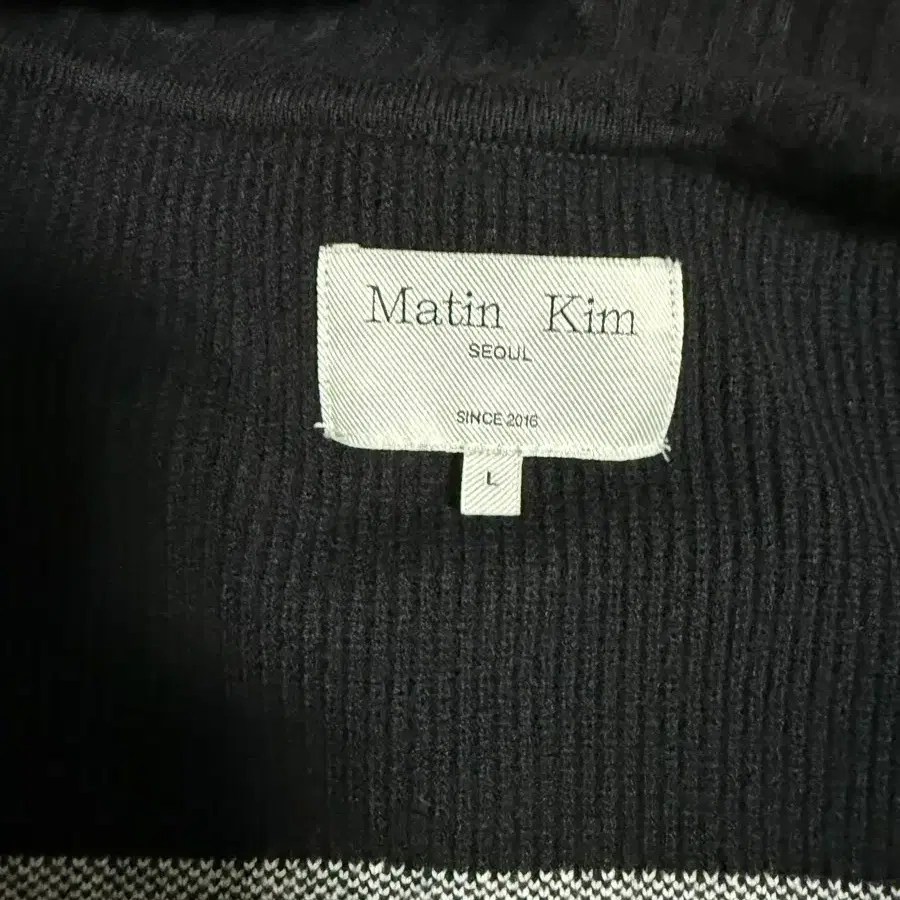 Matin Kim
SEOUL
SINCE 2016
L